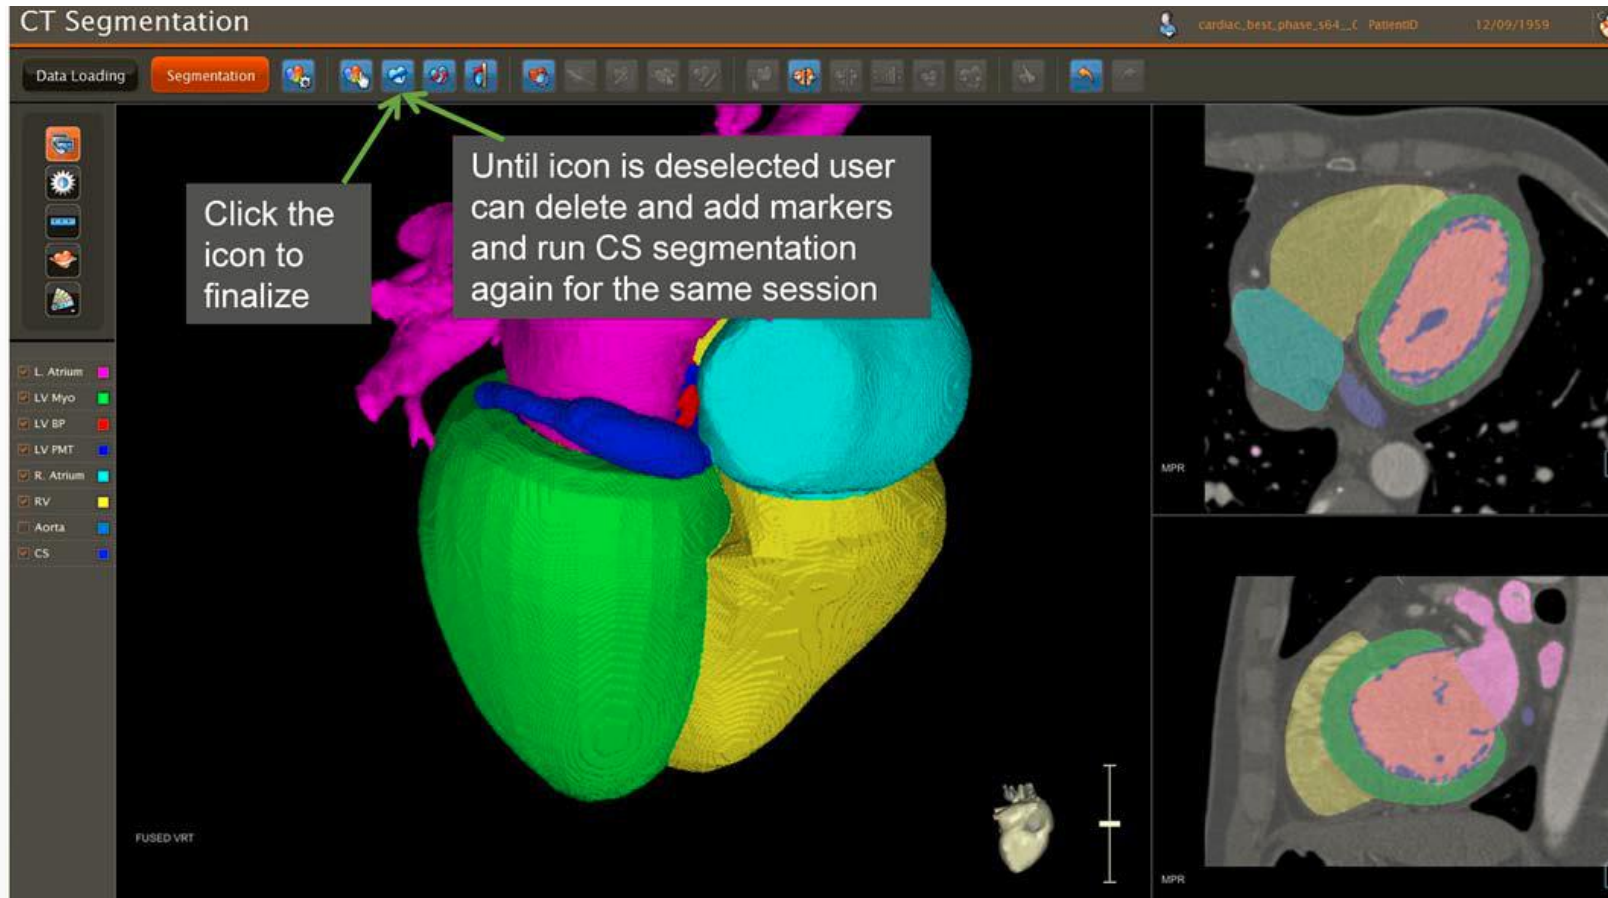 CT Segmentation
cardiac_best_phase_s64__C PatientID 12/09/1959
Data Loading
Segmentation
Click the
icon to
finalize
Until icon is deselected user
can delete and add markers
and run CS segmentation
again for the same session
L. Atrium
LV Myo
LV BP
LV PMT
R. Atrium
RV
Aorta
CS
FUSED VRT
MPR
MPR